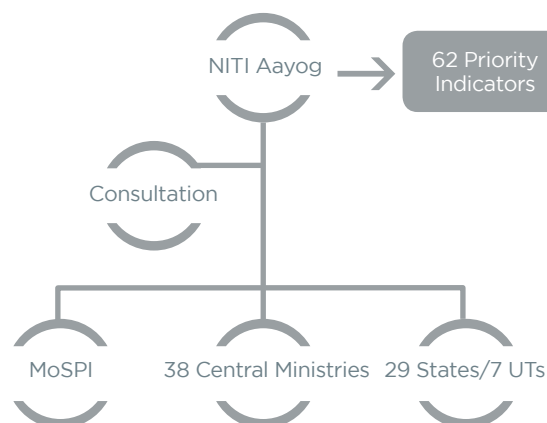 NITI Aayog
62 Priority
Indicators
Consultation
MoSPI
38 Central Ministries
29 States/7 UTs